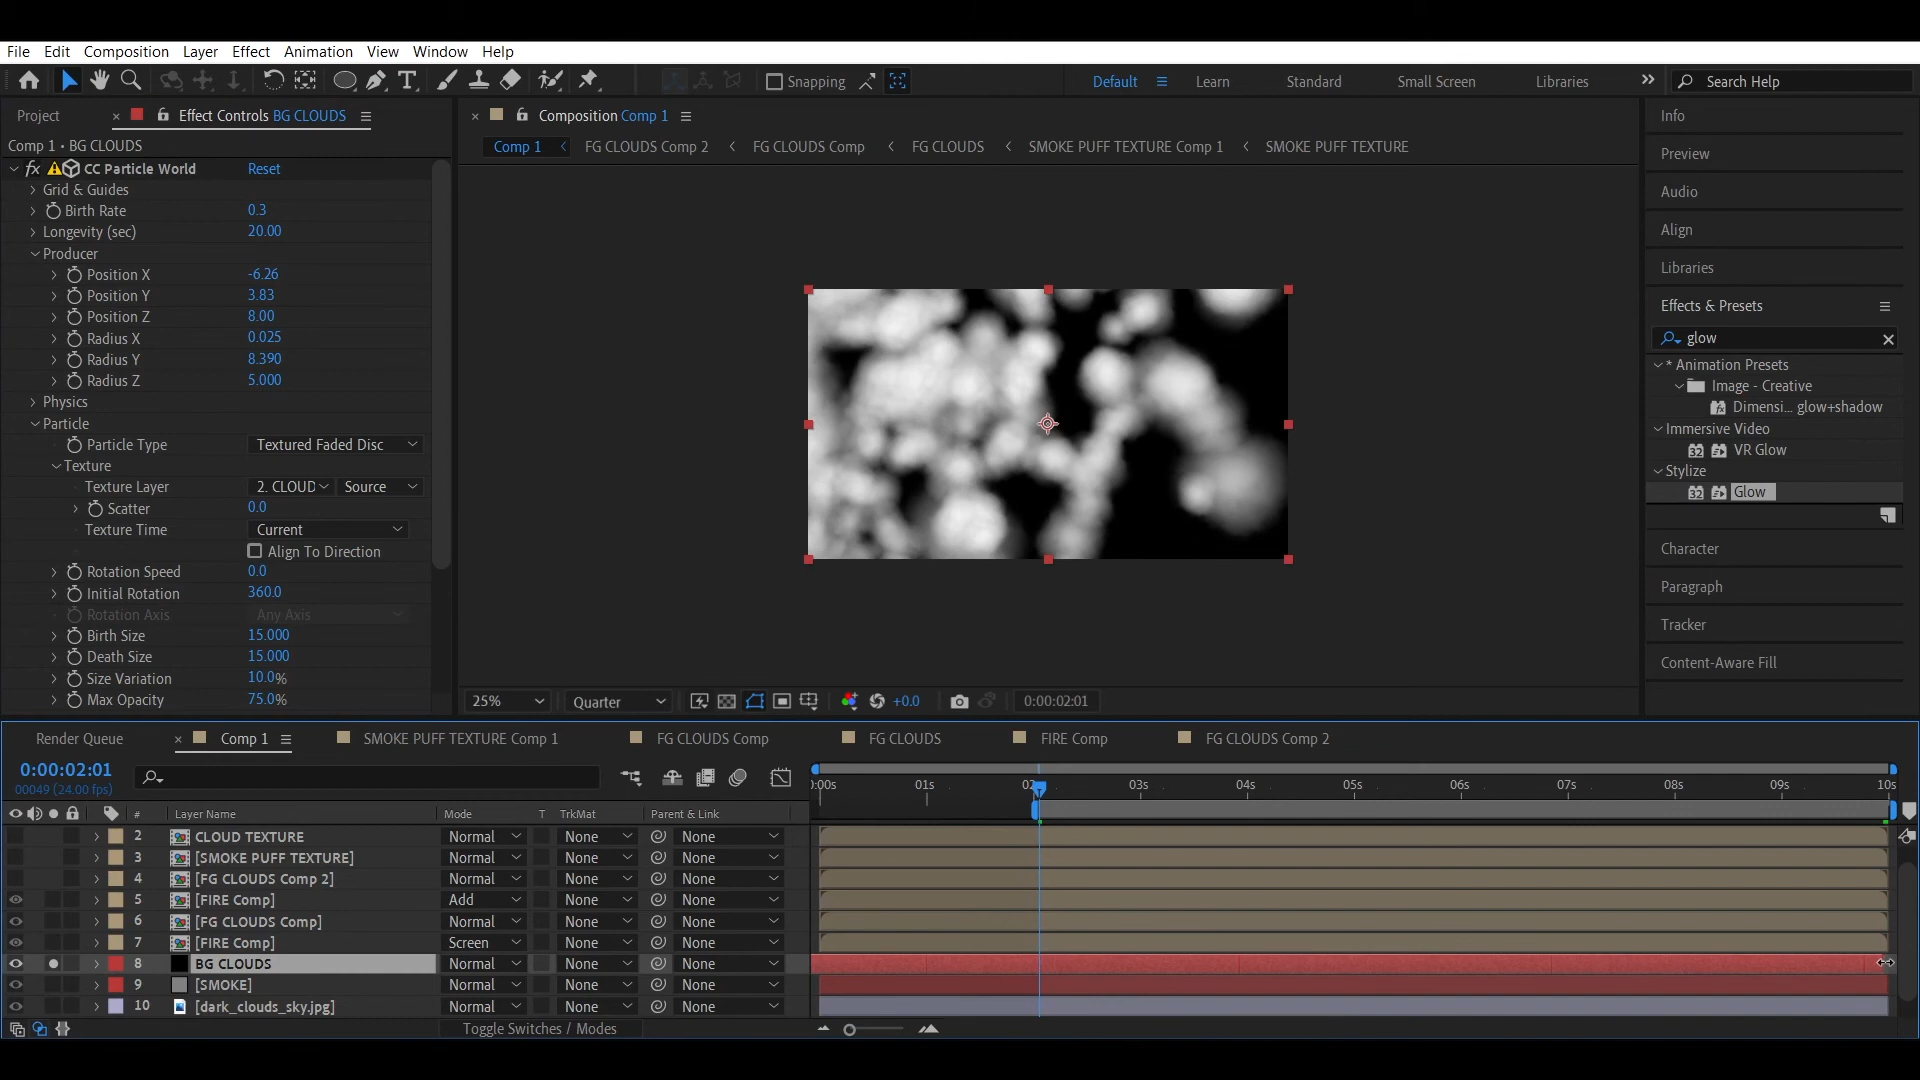 File Edit Composition Layer Effect Animation View Window Help
Snapping Default Learn Standard Small Screen Libraries Search Help
Project Effect Controls BG CLOUDS
Comp 1 • BG CLOUDS
fx CC Particle World Reset
Grid & Guides
Birth Rate 0.3
Longevity (sec) 20.00
Producer
Position X -6.26
Position Y 3.83
Position Z 8.00
Radius X 0.025
Radius Y 8.390
Radius Z 5.000
Physics
Particle
Particle Type Textured Faded Disc
Texture
Texture Layer 2. CLOUD Source
Scatter 0.0
Texture Time Current
Align To Direction
Rotation Speed 0.0
Initial Rotation 360.0
Rotation Axis Any Axis
Birth Size 15.000
Death Size 15.000
Size Variation 10.0%
Max Opacity 75.0%
Composition Comp 1
Comp 1 FG CLOUDS Comp 2 FG CLOUDS Comp FG CLOUDS SMOKE PUFF TEXTURE Comp 1 SMOKE PUFF TEXTURE
25% Quarter +0.0 0:00:02:01
Info
Preview
Audio
Align
Libraries
Effects & Presets
glow
* Animation Presets
Image - Creative
Dimensi... glow+shadow
Immersive Video
32 VR Glow
Stylize
32 Glow
Character
Paragraph
Tracker
Content-Aware Fill
Render Queue Comp 1 SMOKE PUFF TEXTURE Comp 1 FG CLOUDS Comp FG CLOUDS FIRE Comp FG CLOUDS Comp 2
0:00:02:01
00049 (24.00 fps)
:00s 01s 02 03s 04s 05s 06s 07s 08s 09s 10s
# Layer Name Mode T TrkMat Parent & Link
2 CLOUD TEXTURE Normal None None
3 [SMOKE PUFF TEXTURE] Normal None None
4 [FG CLOUDS Comp 2] Normal None None
5 [FIRE Comp] Add None None
6 [FG CLOUDS Comp] Normal None None
7 [FIRE Comp] Screen None None
8 BG CLOUDS Normal None None
9 [SMOKE] Normal None None
10 [dark_clouds_sky.jpg] Normal None None
Toggle Switches / Modes